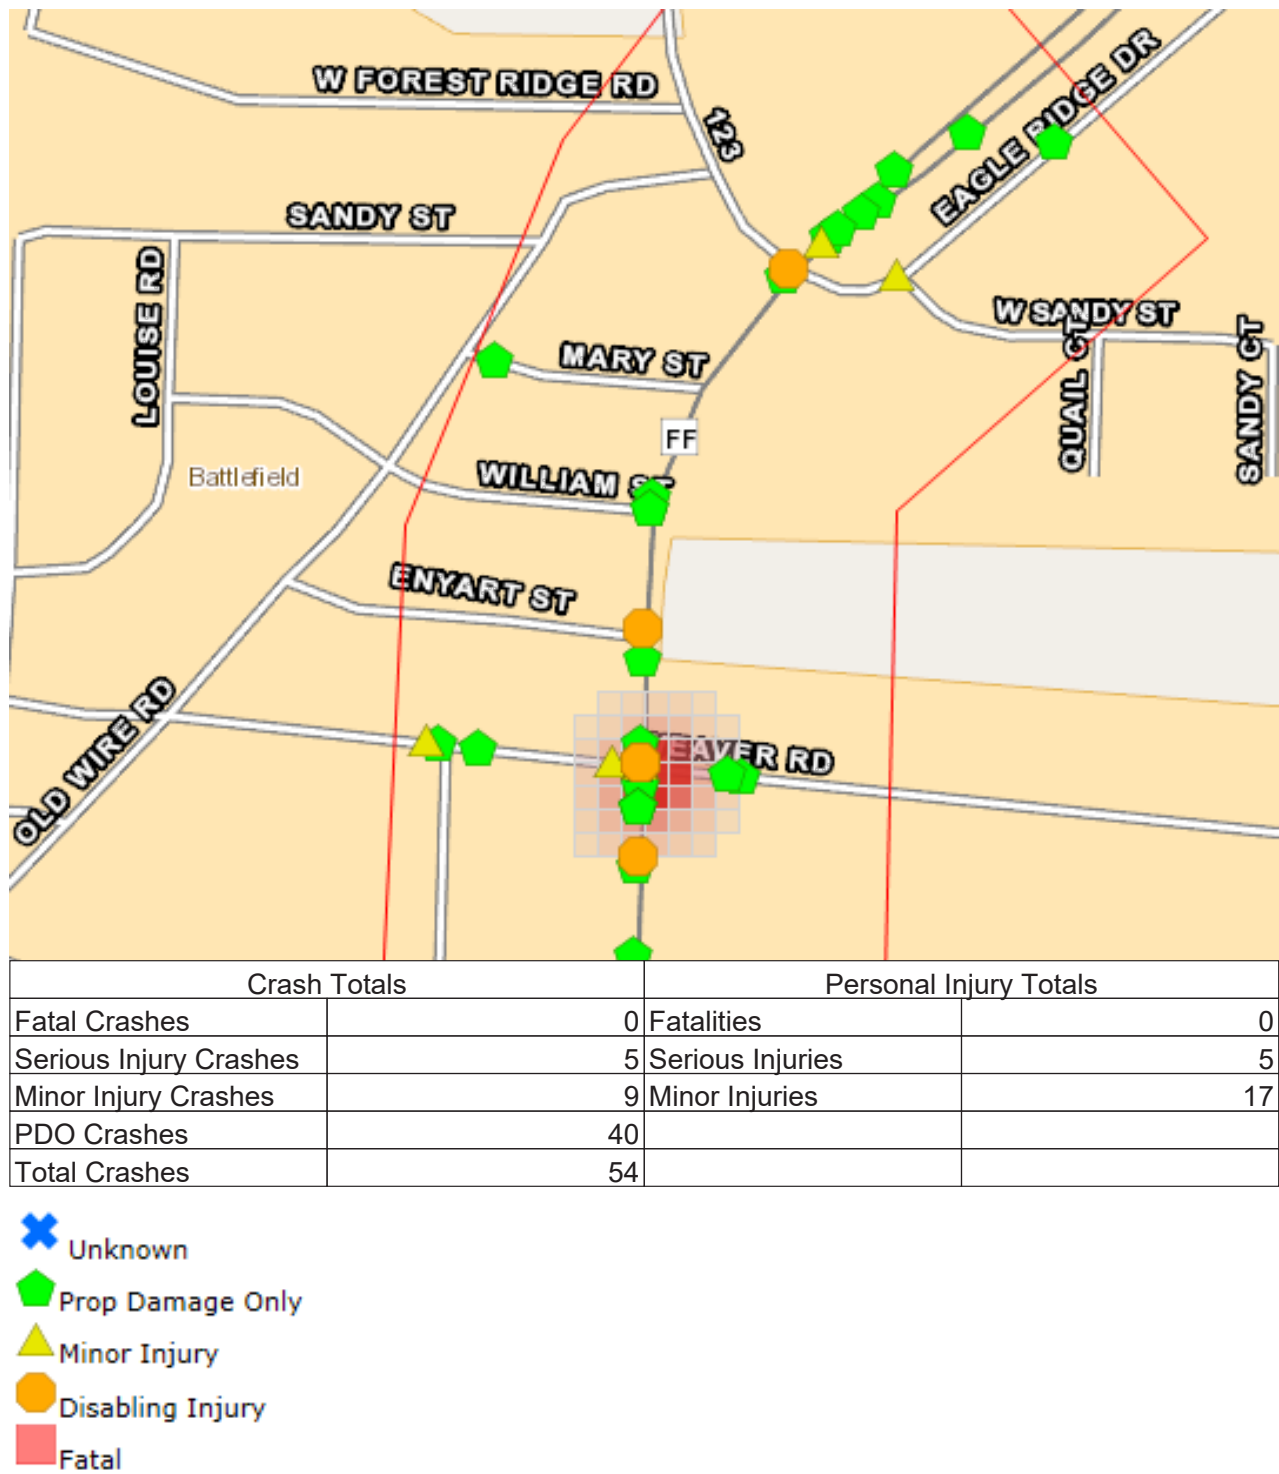 W FOREST RIDGE RD
123
EAGLE RIDGE DR
SANDY ST
LOUISE RD
W SANDY ST
QUAIL CT
SANDY CT
MARY ST
FF
Battlefield
WILLIAM ST
ENYART ST
OLD WIRE RD
EAVER RD
Crash Totals Personal Injury Totals
Fatal Crashes 0 Fatalities 0
Serious Injury Crashes 5 Serious Injuries 5
Minor Injury Crashes 9 Minor Injuries 17
PDO Crashes 40
Total Crashes 54
Unknown
Prop Damage Only
Minor Injury
Disabling Injury
Fatal